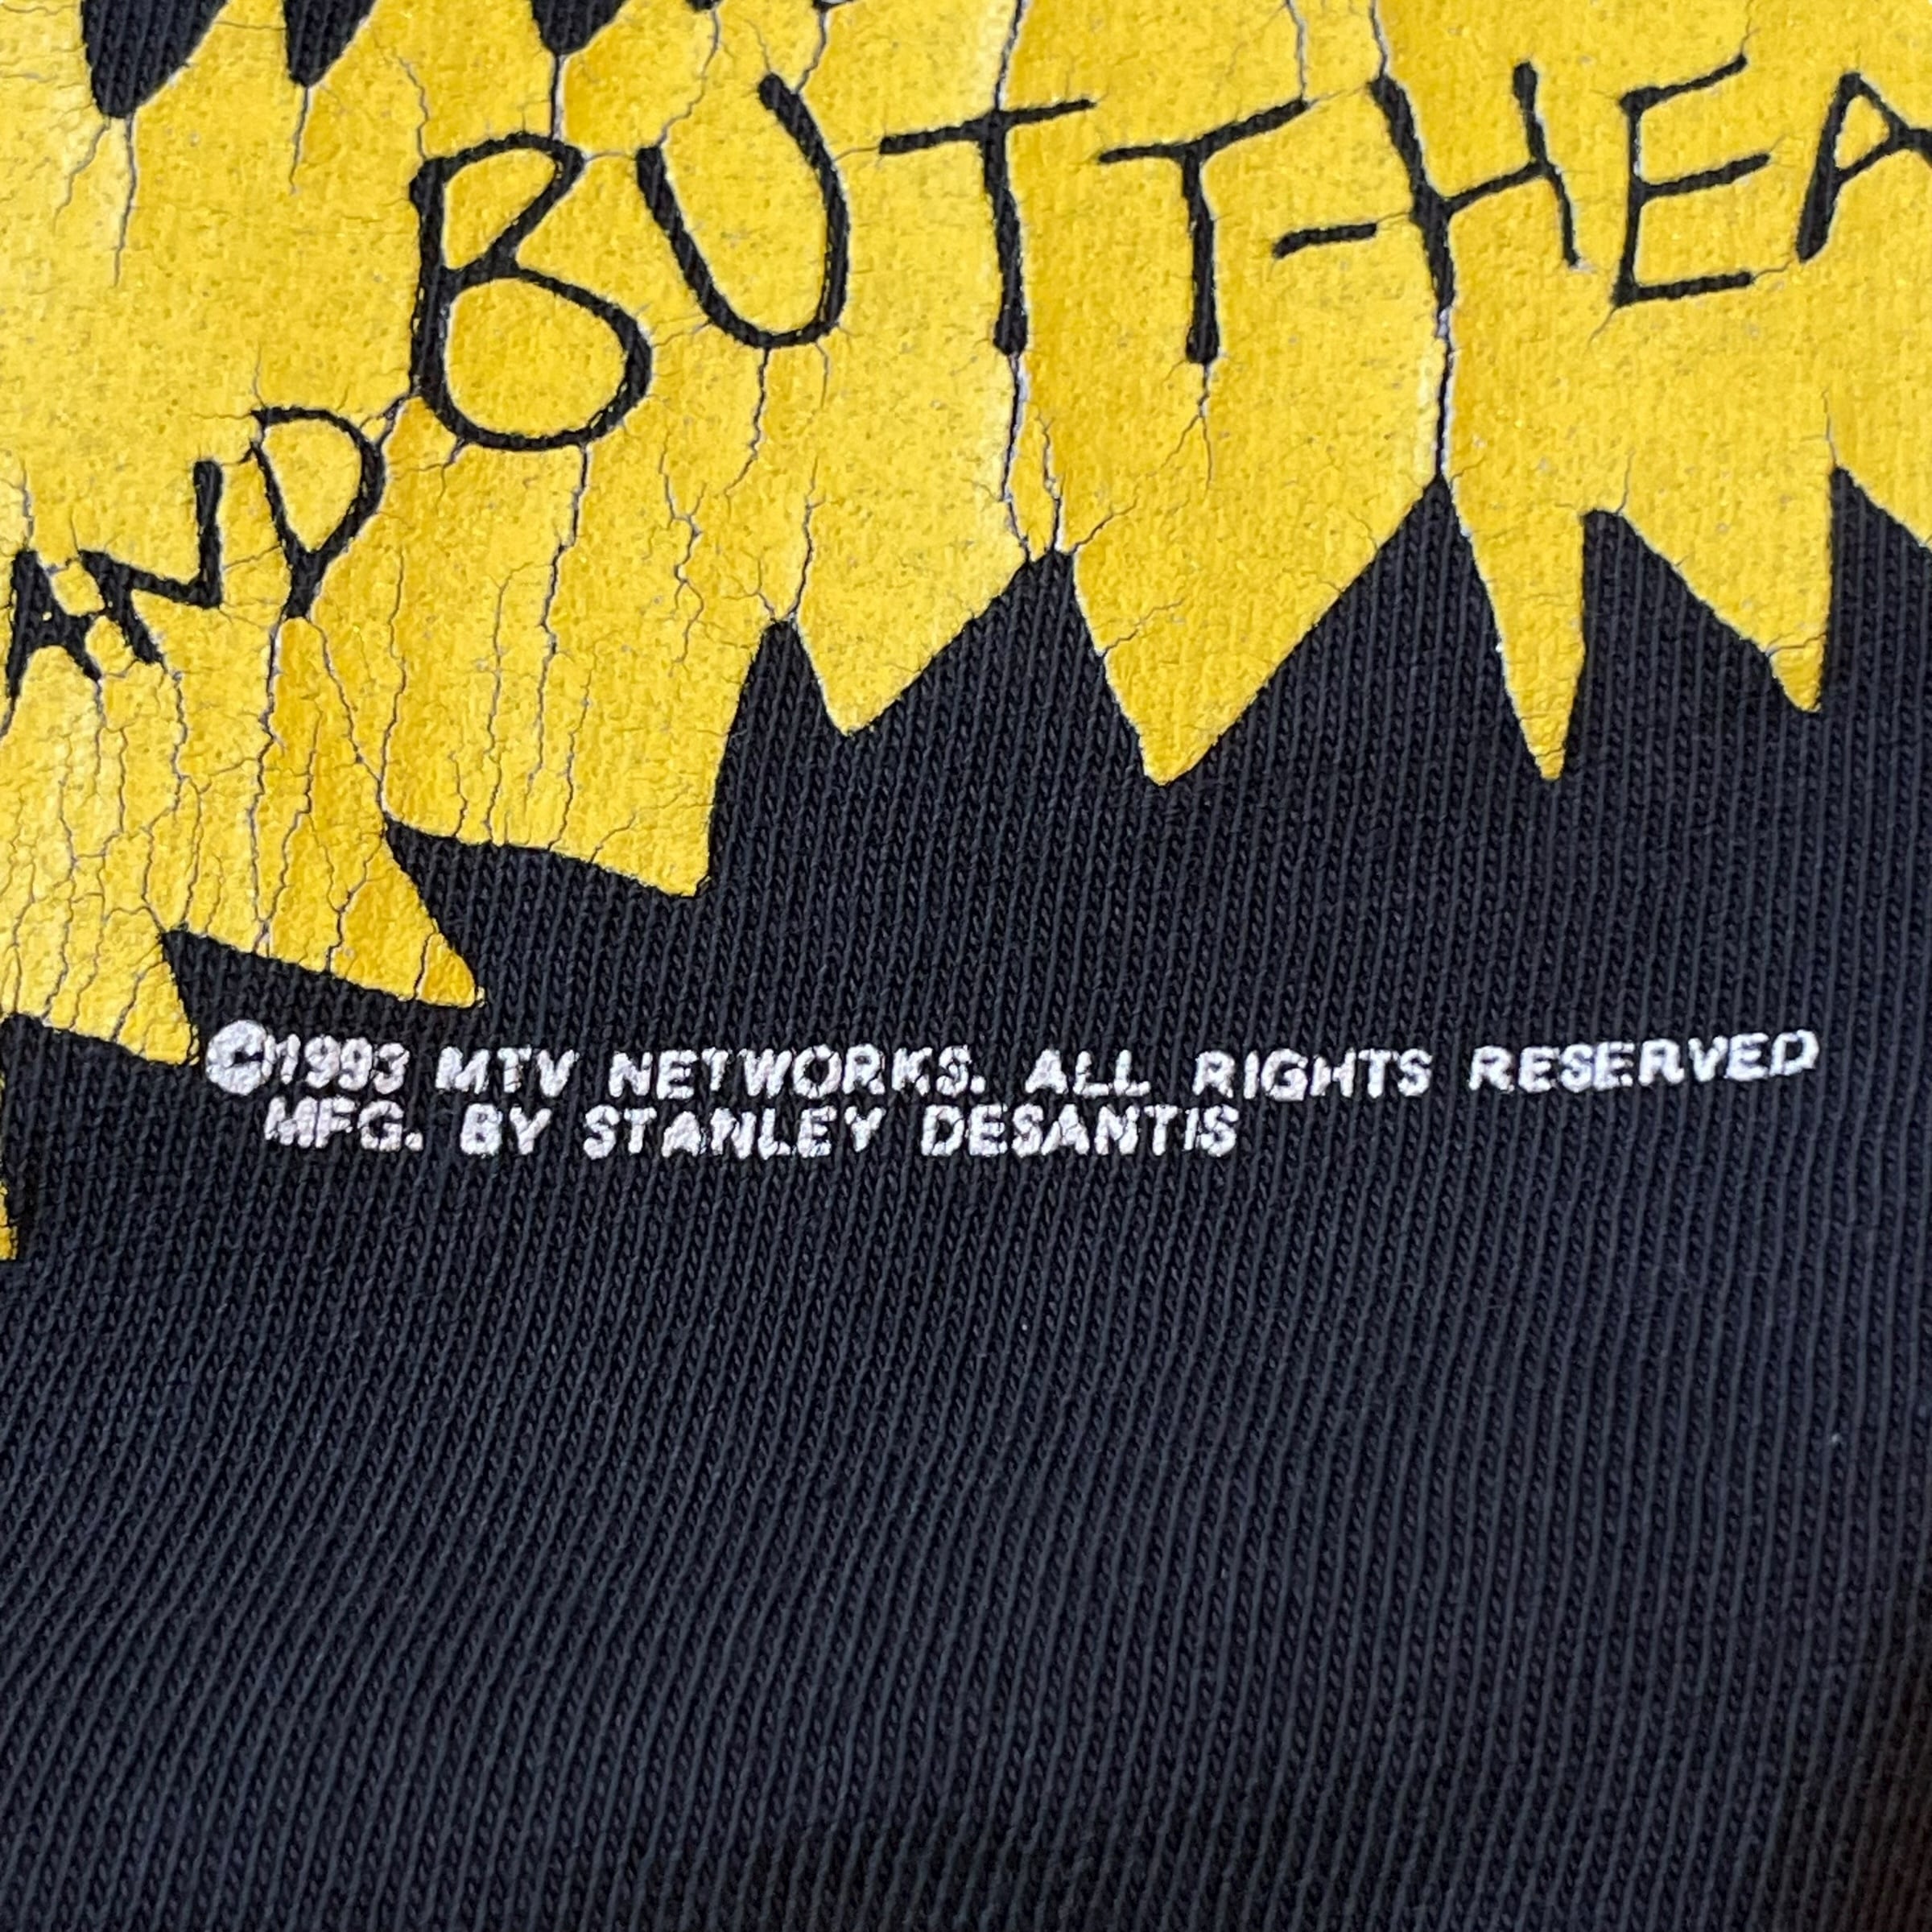 AND BUTT-HEA
©1993 MTV NETWORKS. ALL RIGHTS RESERVED
MFG. BY STANLEY DESANTIS